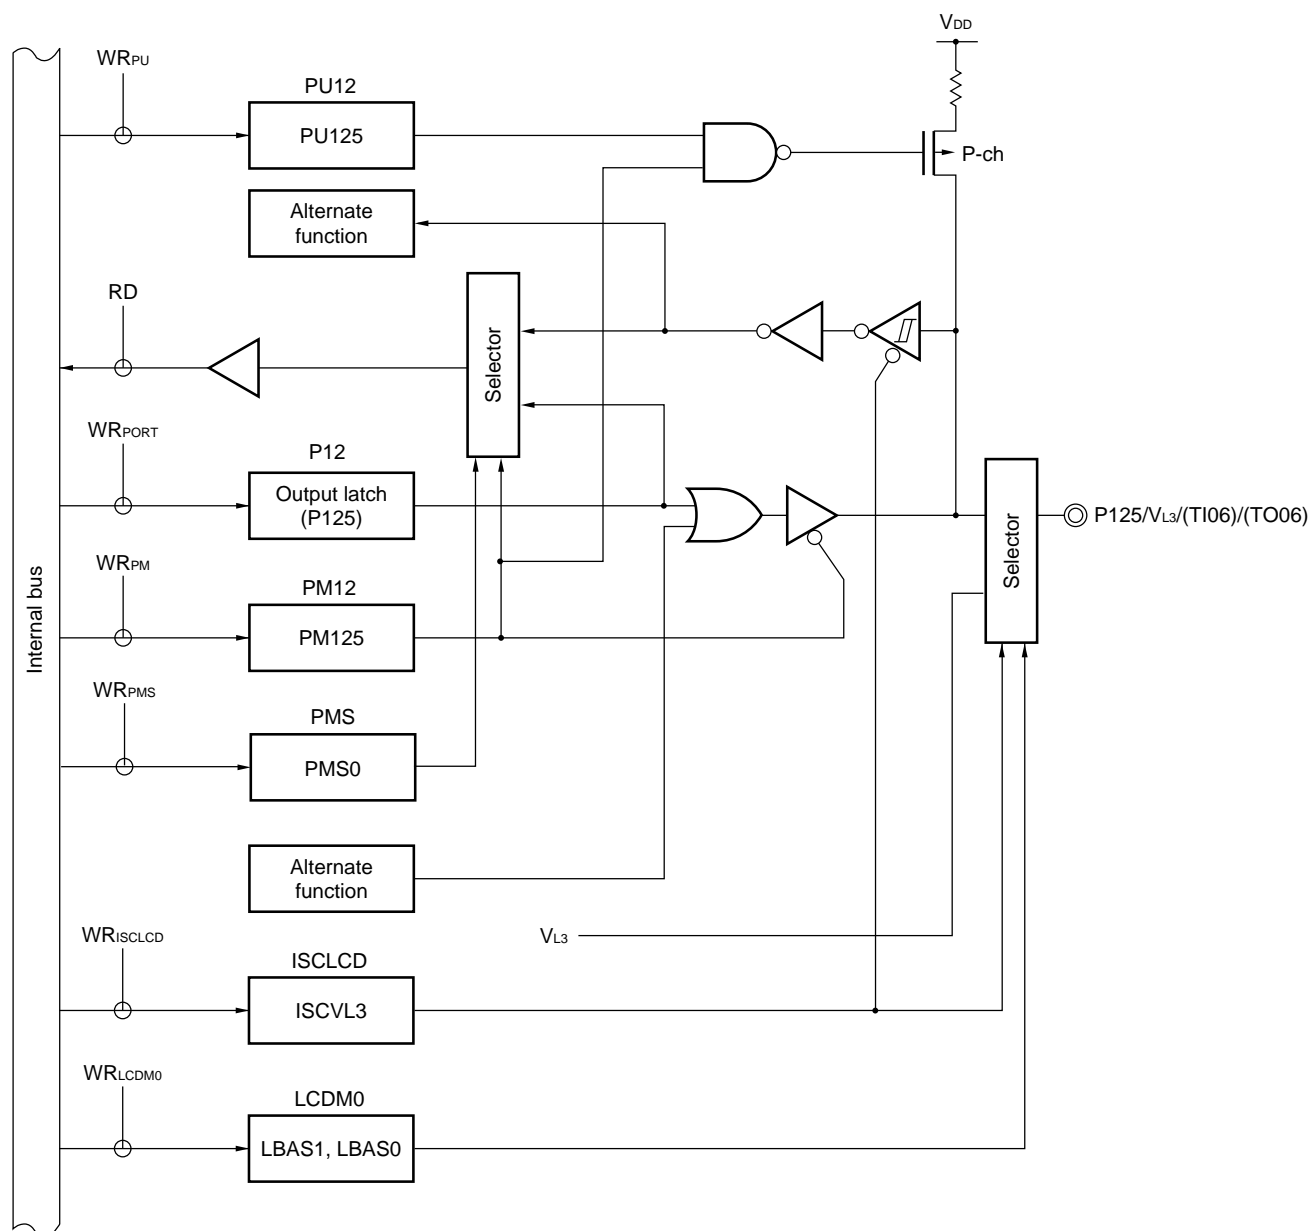 VDD
WRPU
PU12
PU125
P-ch
Alternate
function
RD
Selector
WRPORT
P12
Output latch
(P125)
P125/VL3/(TI06)/(TO06)
Selector
WRPM
PM12
PM125
Internal bus
WRPMS
PMS
PMS0
Alternate
function
VL3
WRISCLCD
ISCLCD
ISCVL3
WRLCDM0
LCDM0
LBAS1, LBAS0